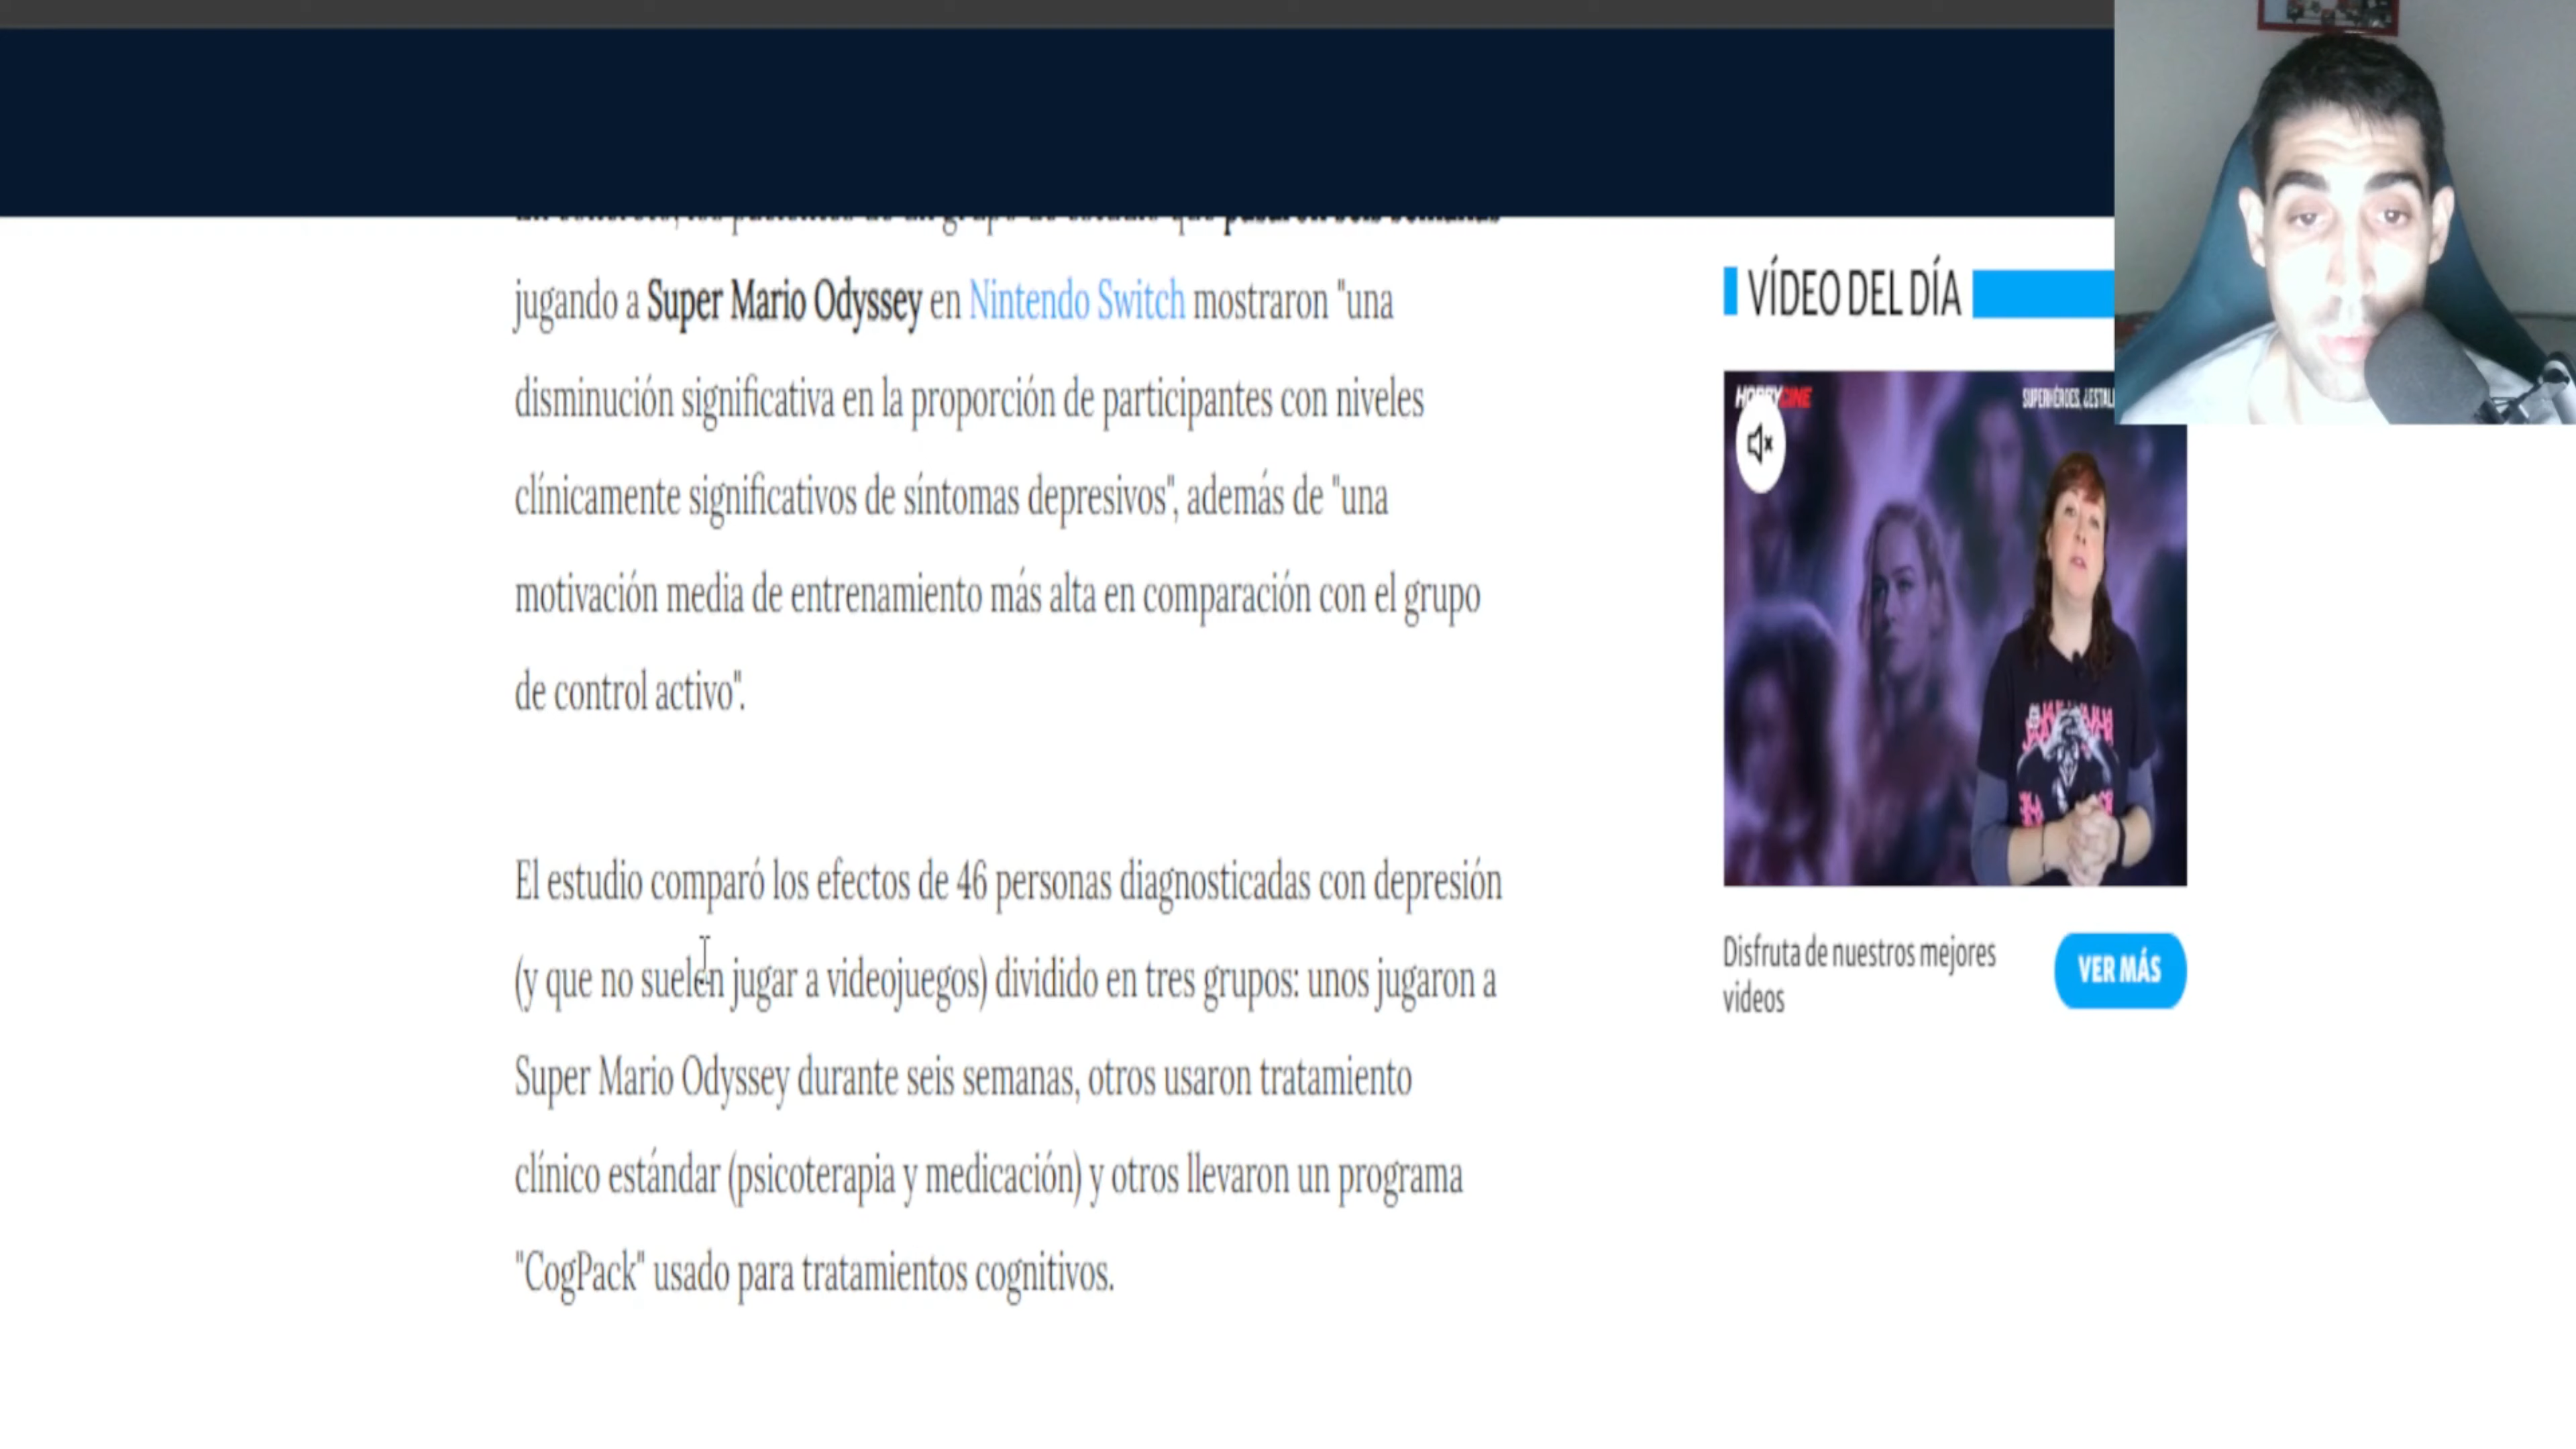 jugando a Super Mario Odyssey en Nintendo Switch mostraron "una
disminución significativa en la proporción de participantes con niveles
clínicamente significativos de síntomas depresivos", además de "una
motivación media de entrenamiento más alta en comparación con el grupo
de control activo".
El estudio comparó los efectos de 46 personas diagnosticadas con depresión
(y que no suelen jugar a videojuegos) dividido en tres grupos: unos jugaron a
Super Mario Odyssey durante seis semanas, otros usaron tratamiento
clínico estándar (psicoterapia y medicación) y otros llevaron un programa
"CogPack" usado para tratamientos cognitivos.
VÍDEO DEL DÍA
SUPERHÉROES,
Disfruta de nuestros mejores
videos
VER MÁS